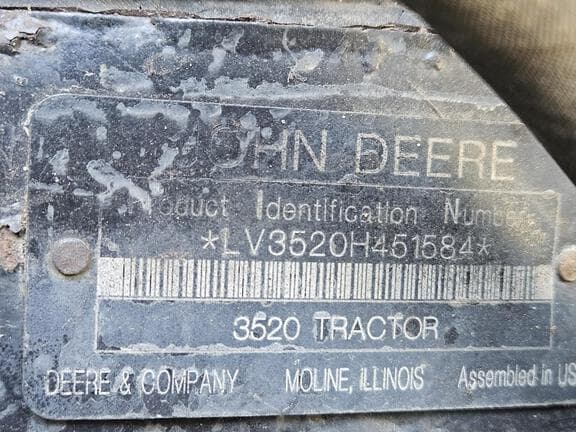 JOHN DEERE
Product Identification Number
*LV3520H451584*
3520 TRACTOR
DEERE & COMPANY MOLINE, ILLINOIS Assembled in US